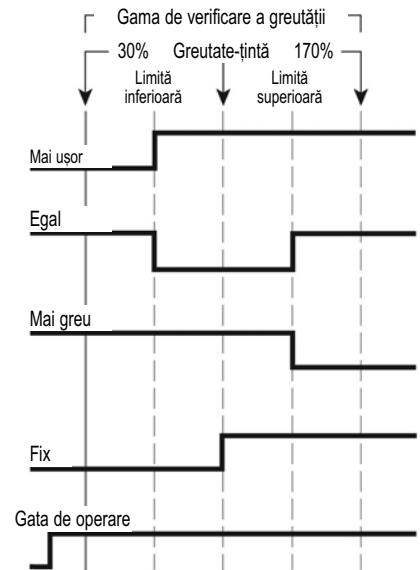 Gama de verificare a greutății
30% Greutate-țintă 170%
Limită inferioară
Limită superioară
Mai ușor
Egal
Mai greu
Fix
Gata de operare